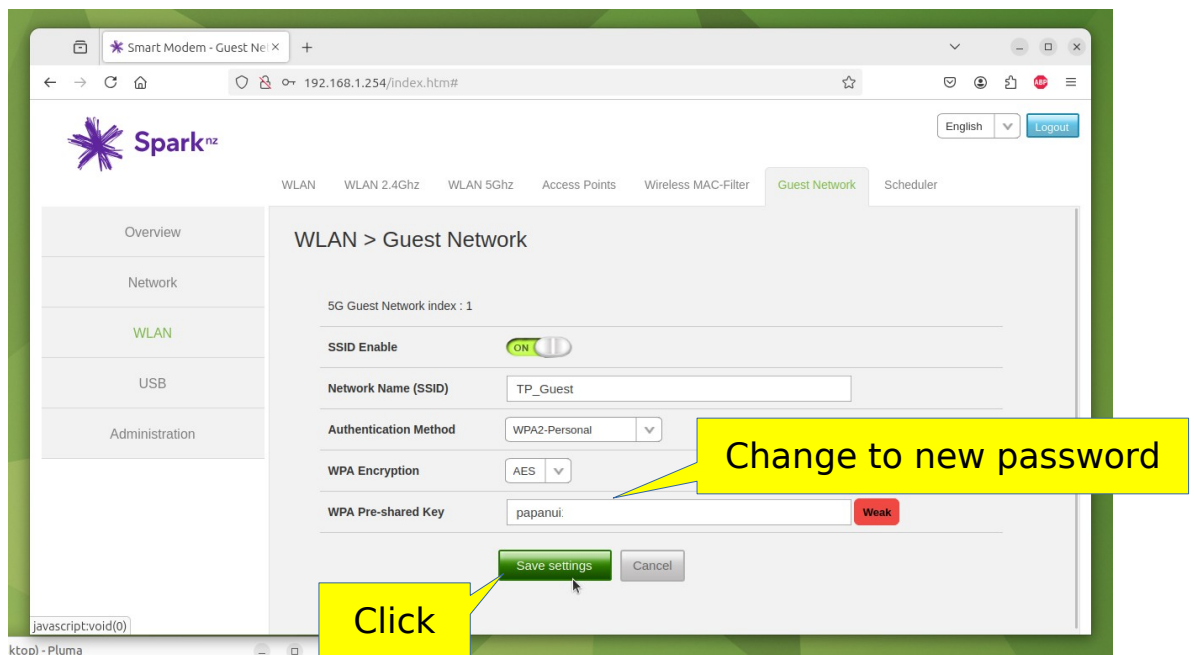 Smart Modem - Guest Ne
192.168.1.254/index.htm#
ABP
Spark nz
English
Logout
WLAN WLAN 2.4Ghz WLAN 5Ghz Access Points Wireless MAC-Filter Guest Network Scheduler
Overview
Network
WLAN
USB
Administration
WLAN > Guest Network
5G Guest Network index : 1
SSID Enable ON
Network Name (SSID) TP_Guest
Authentication Method WPA2-Personal
WPA Encryption AES
Change to new password
WPA Pre-shared Key papanui Weak
Save settings Cancel
Click
javascript:void(0)
ktop) - Pluma